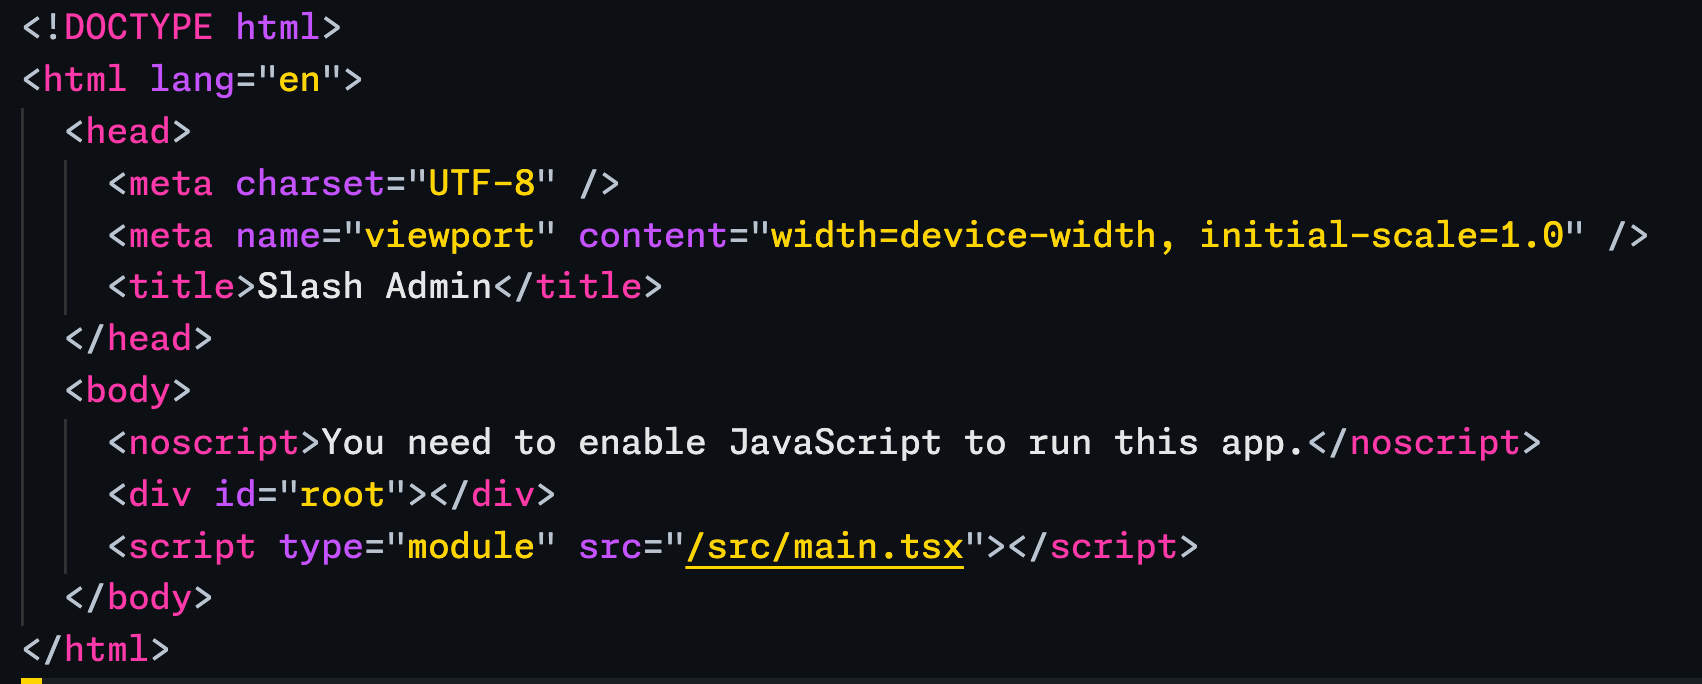 <!DOCTYPE html>
<html lang="en">
  <head>
    <meta charset="UTF-8" />
    <meta name="viewport" content="width=device-width, initial-scale=1.0" />
    <title>Slash Admin</title>
  </head>
  <body>
    <noscript>You need to enable JavaScript to run this app.</noscript>
    <div id="root"></div>
    <script type="module" src="/src/main.tsx"></script>
  </body>
</html>